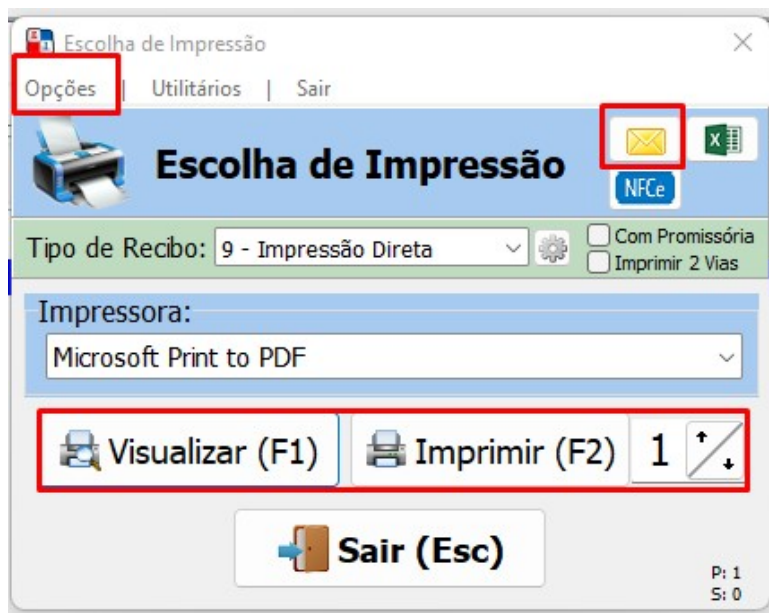 Escolha de Impressão
Opções | Utilitários | Sair
Escolha de Impressão
NFCe
Tipo de Recibo: 9 - Impressão Direta
Com Promissória
Imprimir 2 Vias
Impressora:
Microsoft Print to PDF
Visualizar (F1) Imprimir (F2) 1
Sair (Esc)
P: 1
S: 0